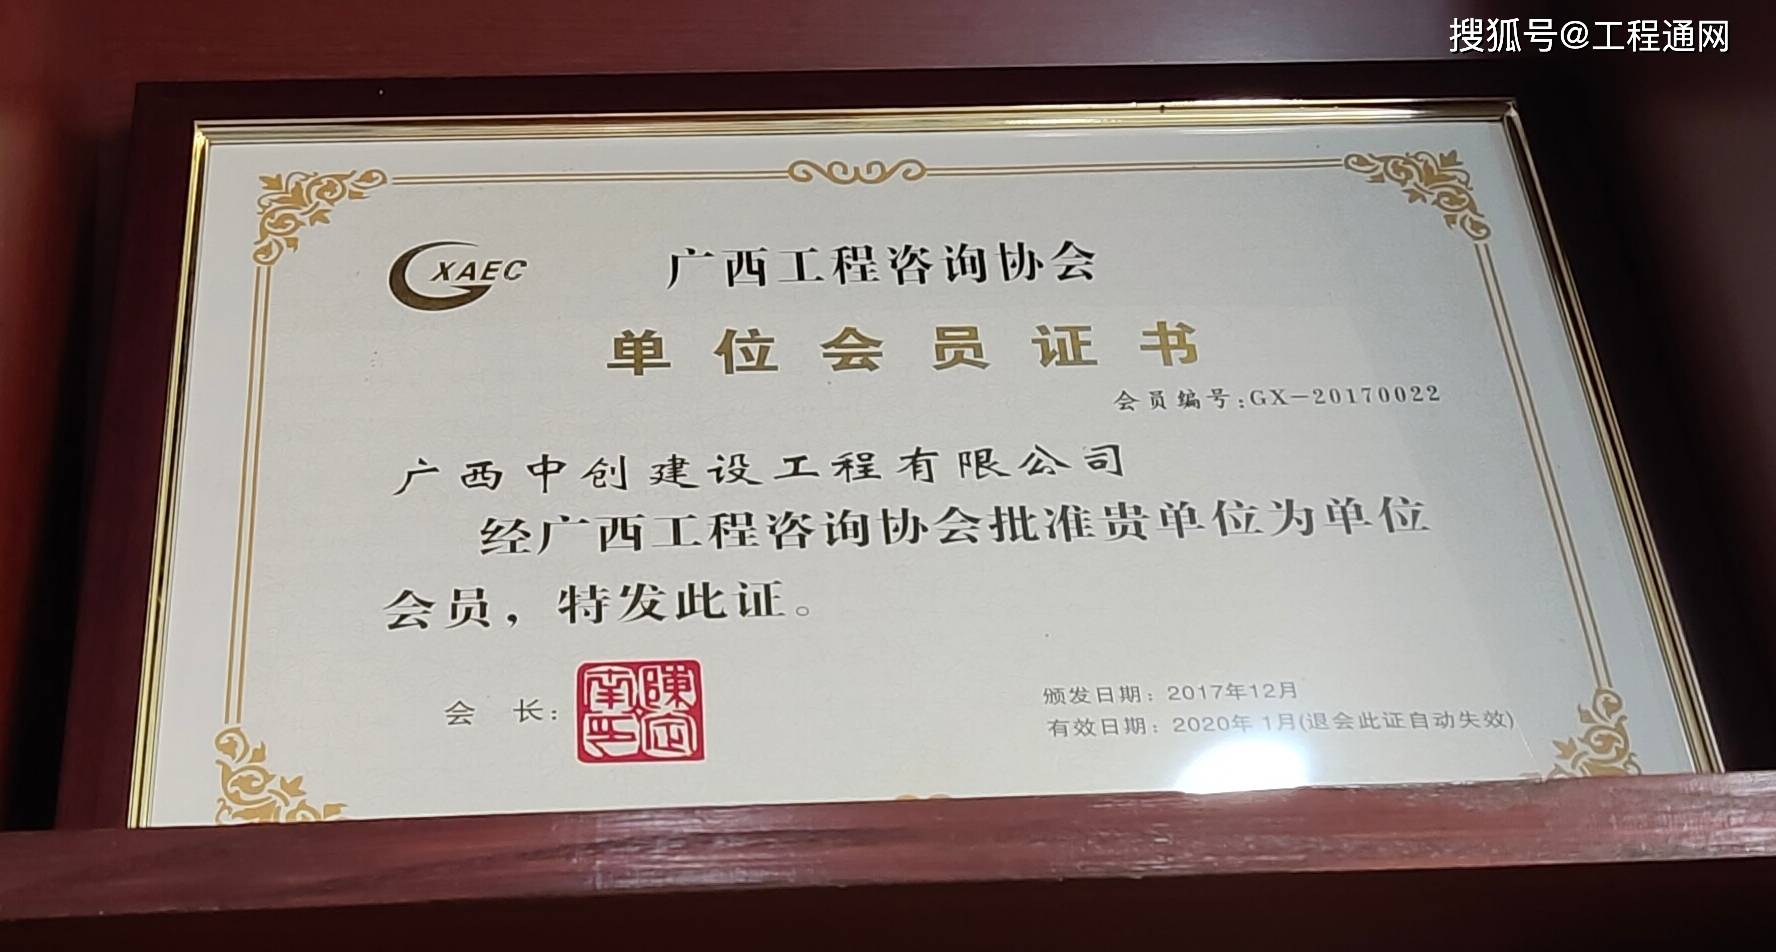 搜狐号@工程通网
GXAEC
广西工程咨询协会
单位会员证书
会员编号:GX-20170022
广西中创建设工程有限公司
经广西工程咨询协会批准贵单位为单位
会员，特发此证。
会 长：
陳定
南印
颁发日期：2017年12月
有效日期：2020年1月(退会此证自动失效)